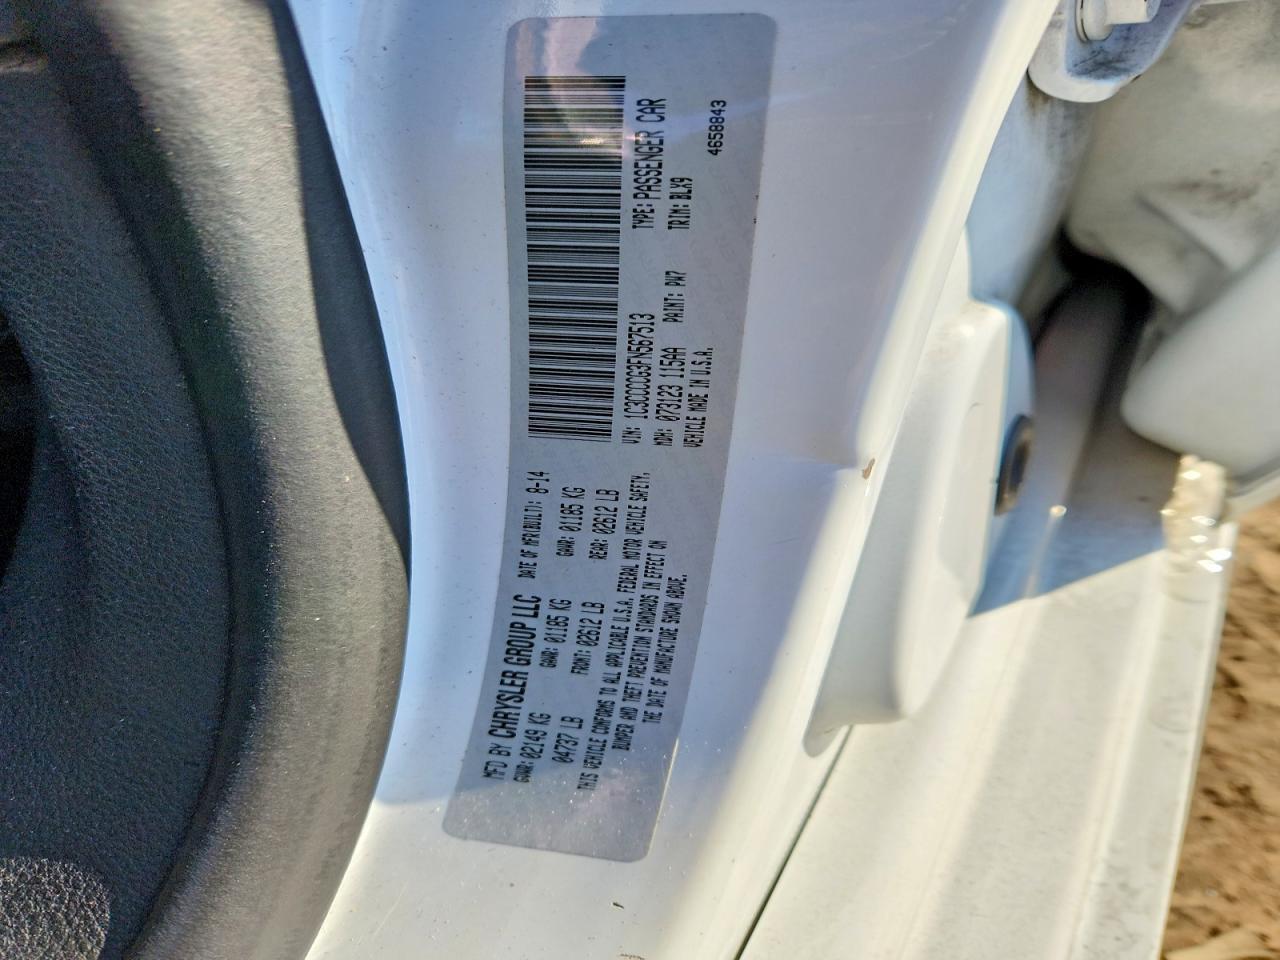 MFD BY CHRYSLER GROUP LLC DATE OF MFR(BUILT): 8-14
GVWR: 02149 KG GAWR: 01185 KG GAWR: 01185 KG
04737 LB FRONT: 02612 LB REAR: 02612 LB
THIS VEHICLE CONFORMS TO ALL APPLICABLE U.S.A. FEDERAL MOTOR VEHICLE SAFETY,
BUMPER AND THEFT PREVENTION STANDARDS IN EFFECT ON
THE DATE OF MANUFACTURE SHOWN ABOVE.
VIN: 1C3CCCCG3FN567513 TYPE: PASSENGER CAR
MDH: 073123 115AA PAINT: PW7 TRIM: BLX9
VEHICLE MADE IN U.S.A.
4658843